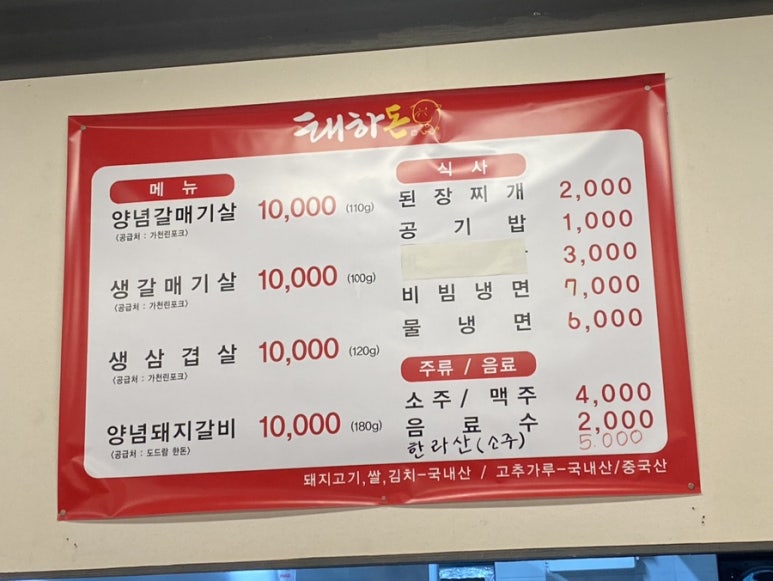 태하돈
메뉴
양념갈매기살 10,000 (110g)
(공급처 : 가천린포크)
생갈매기살 10,000 (100g)
(공급처 : 가천린포크)
생삼겹살 10,000 (120g)
(공급처 : 가천린포크)
양념돼지갈비 10,000 (180g)
(공급처 : 도드람 한돈)
식사
된장찌개 2,000
공기밥 1,000
3,000
비빔냉면 7,000
물냉면 6,000
주류 / 음료
소주 / 맥주 4,000
음료수 2,000
한라산(소주) 5.000
돼지고기,쌀,김치-국내산 / 고추가루-국내산/중국산